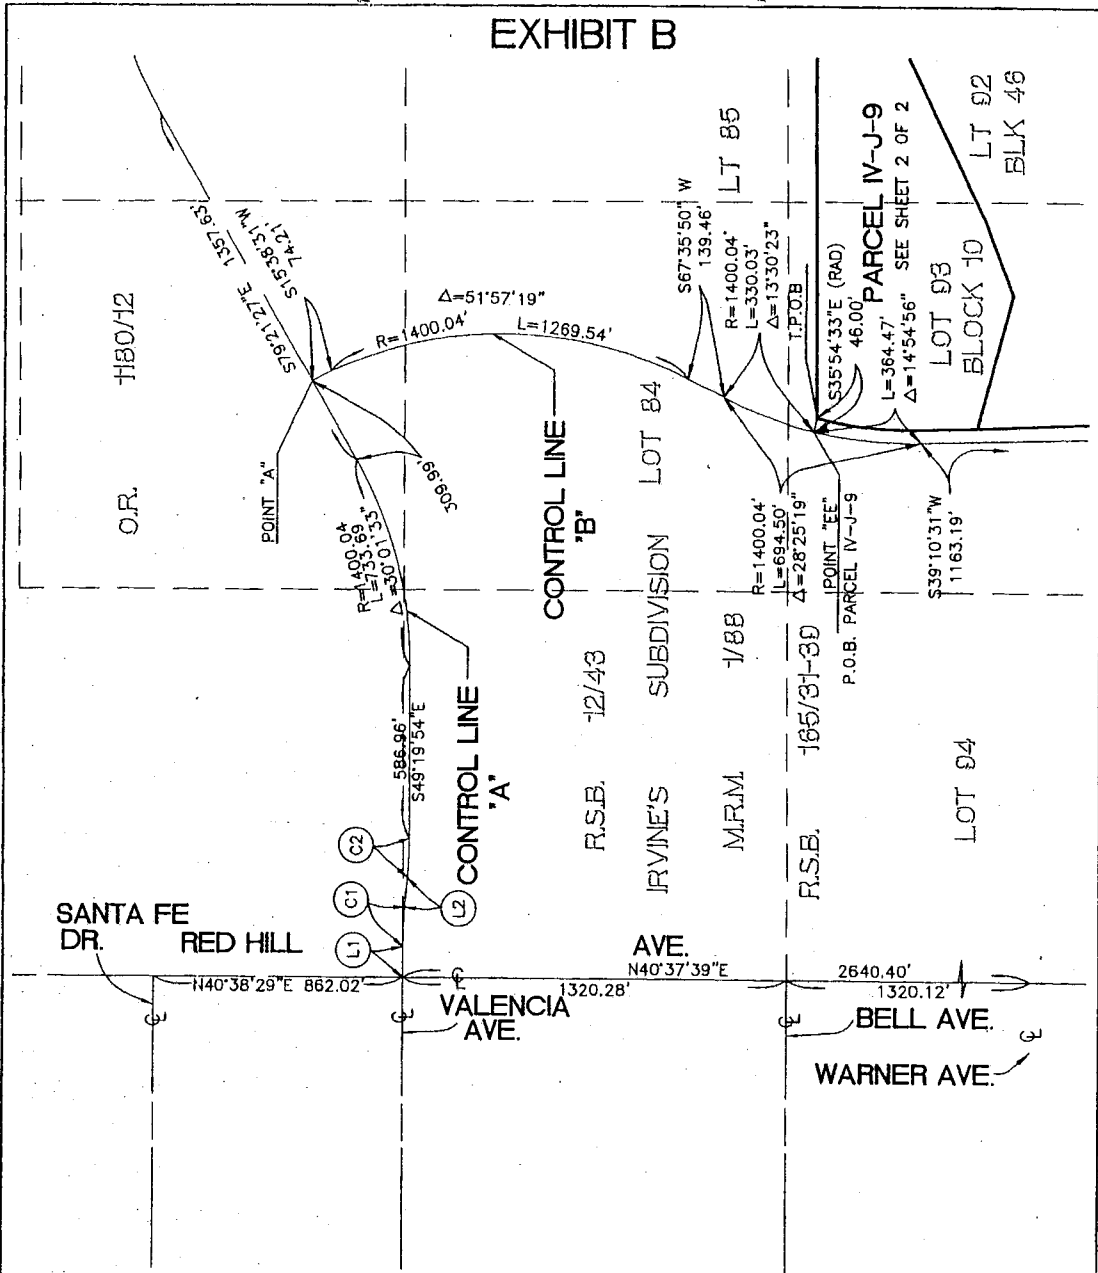 EXHIBIT B
H80/12
O.R.
S79°21'27"E 1357.63'
S15°38'31"W
74.21'
Δ=51°57'19"
R=1400.04'
L=1269.54'
S67°35'50" W
139.46'
LT 85
R=1400.04'
L=330.03'
Δ=13°30'23"
T.P.O.B
S35°54'33"E (RAD)
46.00'
PARCEL IV-J-9
L=364.47'
Δ=14°54'56" SEE SHEET 2 OF 2
LOT 93
BLOCK 10
LT 92
BLK 46
POINT "A"
309.99'
R=1400.04
L=733.69
Δ=30°01'33"
CONTROL LINE
"B"
LOT 84
R=1400.04'
L=694.50'
Δ=28°25'19"
POINT "EE"
P.O.B. PARCEL IV-J-9
S39°10'31"W
1163.19'
586.96'
S49°19'54"E
CONTROL LINE
"A"
R.S.B. 12/43
IRVINE'S SUBDIVISION
M.R.M. 1/88
R.S.B. 165/31-39
LOT 94
C2
C1
L2
L1
SANTA FE
DR.
RED HILL
AVE.
N40°38'29"E 862.02'
N40°37'39"E
1320.28'
2640.40'
1320.12'
VALENCIA
AVE.
BELL AVE.
WARNER AVE.